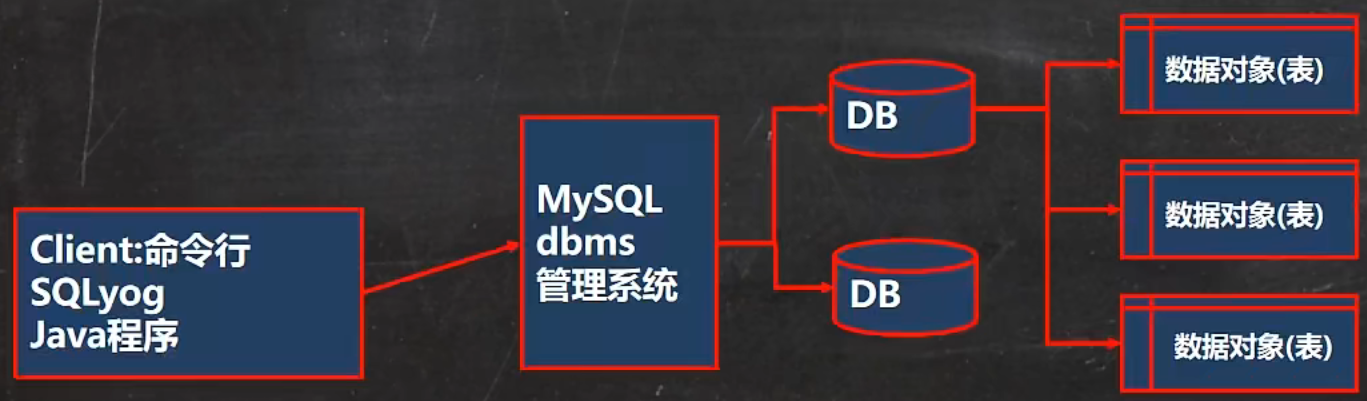 Client:命令行
SQLyog
Java程序
MySQL
dbms
管理系统
DB
DB
数据对象(表)
数据对象(表)
数据对象(表)